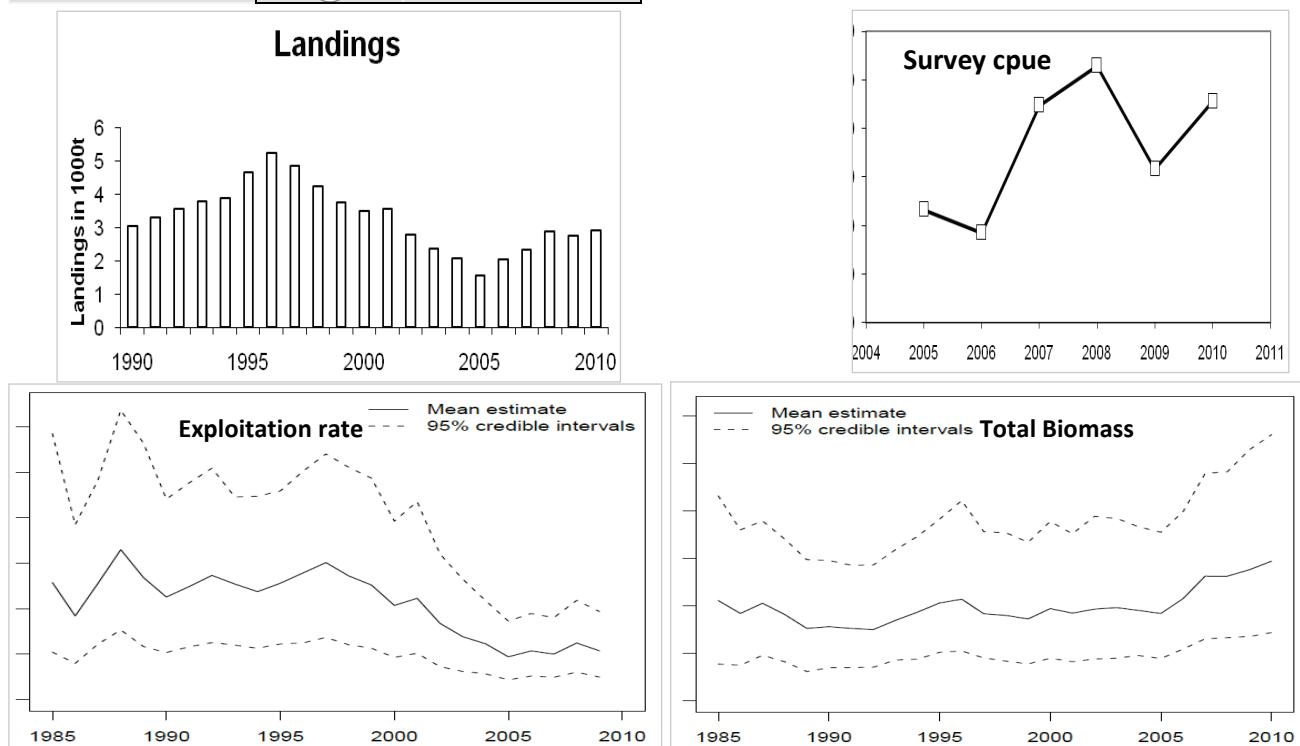 Landings
Landings in 1000t
6
5
4
3
2
1
0
1990 1995 2000 2005 2010
Survey cpue
2004 2005 2006 2007 2008 2009 2010 2011
Exploitation rate
Mean estimate
95% credible intervals
1985 1990 1995 2000 2005 2010
Mean estimate
95% credible intervals
Total Biomass
1985 1990 1995 2000 2005 2010